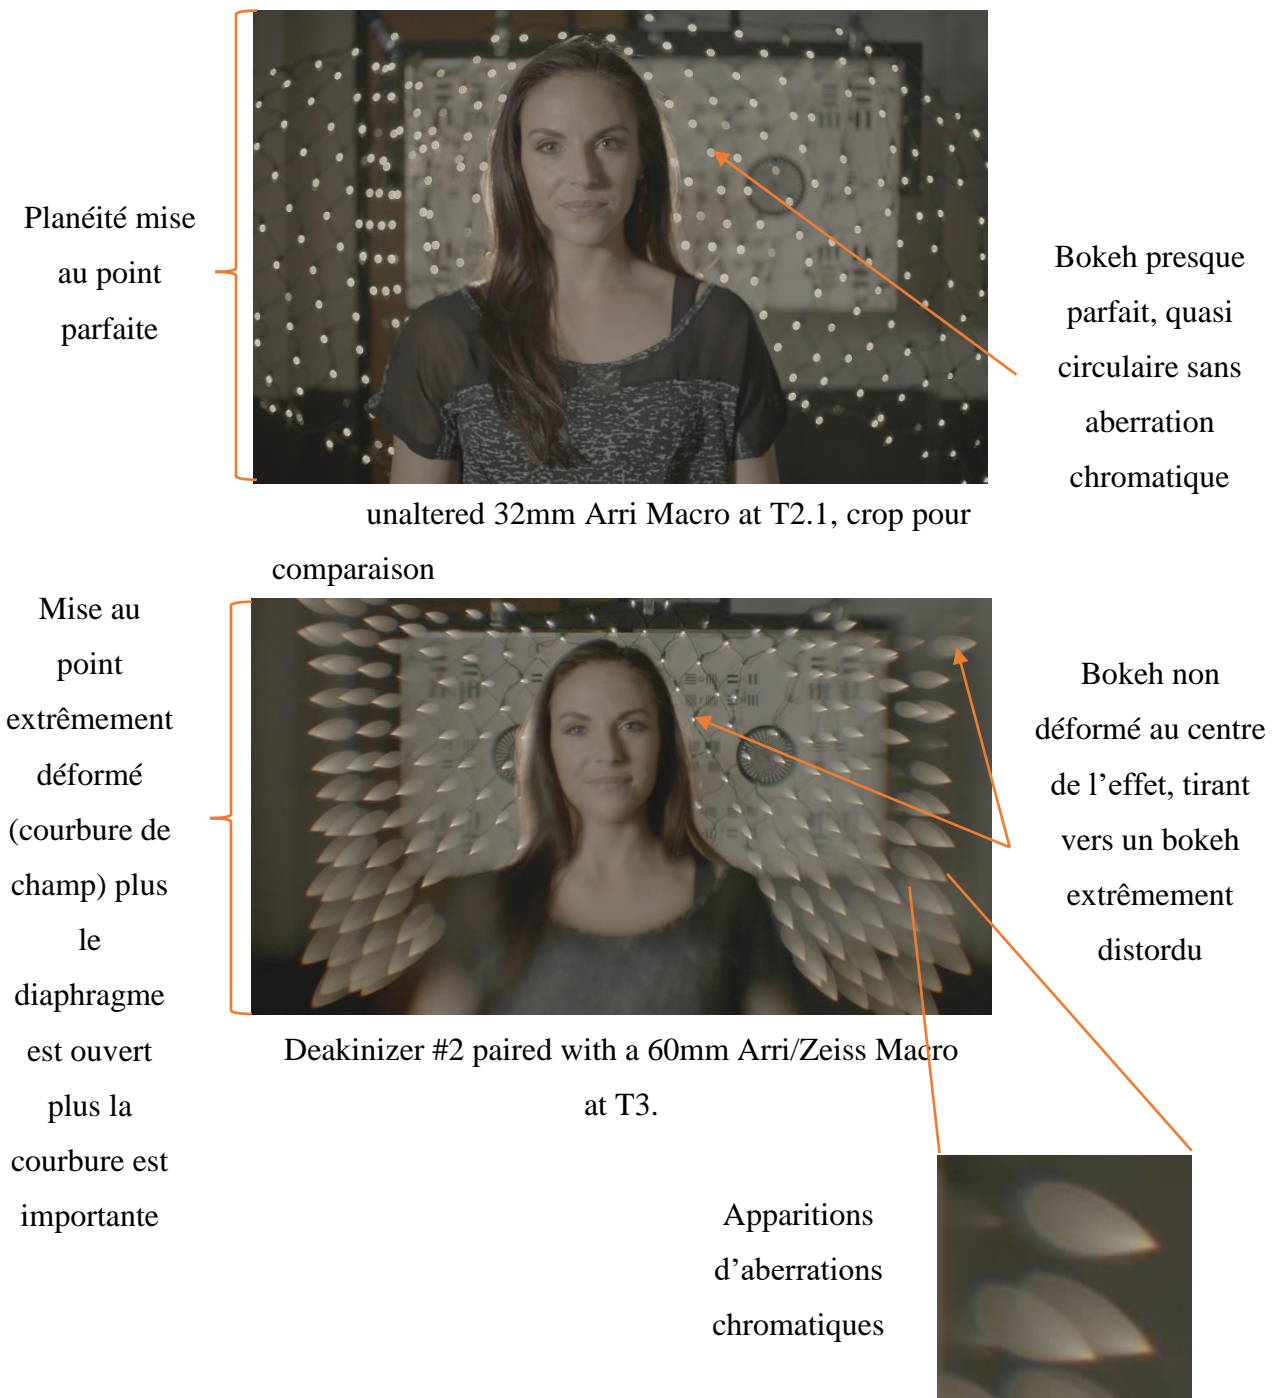 Planéité mise
au point
parfaite
Bokeh presque
parfait, quasi
circulaire sans
aberration
chromatique
unaltered 32mm Arri Macro at T2.1, crop pour
comparaison
Mise au
point
extrêmement
déformé
(courbure de
champ) plus
le
diaphragme
est ouvert
plus la
courbure est
importante
Bokeh non
déformé au centre
de l’effet, tirant
vers un bokeh
extrêmement
distordu
Deakinizer #2 paired with a 60mm Arri/Zeiss Macro
at T3.
Apparitions
d’aberrations
chromatiques